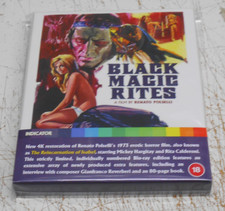 BLACK
MAGIC RITES
A FILM BY RENATO POLSELLI
INDICATOR
New 4K restoration of Renato Polselli's 1973 erotic horror film, also known
as The Reincarnation of Isabel, starring Mickey Hargitay and Rita Calderoni.
This strictly limited, individually numbered Blu-ray edition features an
extensive array of newly produced extra features, including an
interview with composer Gianfranco Reverberi and an 80-page book.
18